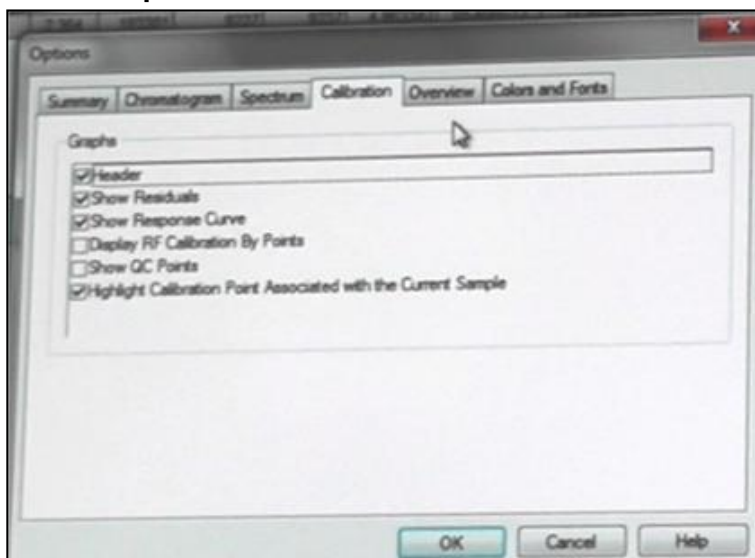 Options
Summary Chromatogram Spectrum Calibration Overview Colors and Fonts
Graphs
Header
Show Residuals
Show Response Curve
Display RF Calibration By Points
Show QC Points
Highlight Calibration Point Associated with the Current Sample
OK Cancel Help